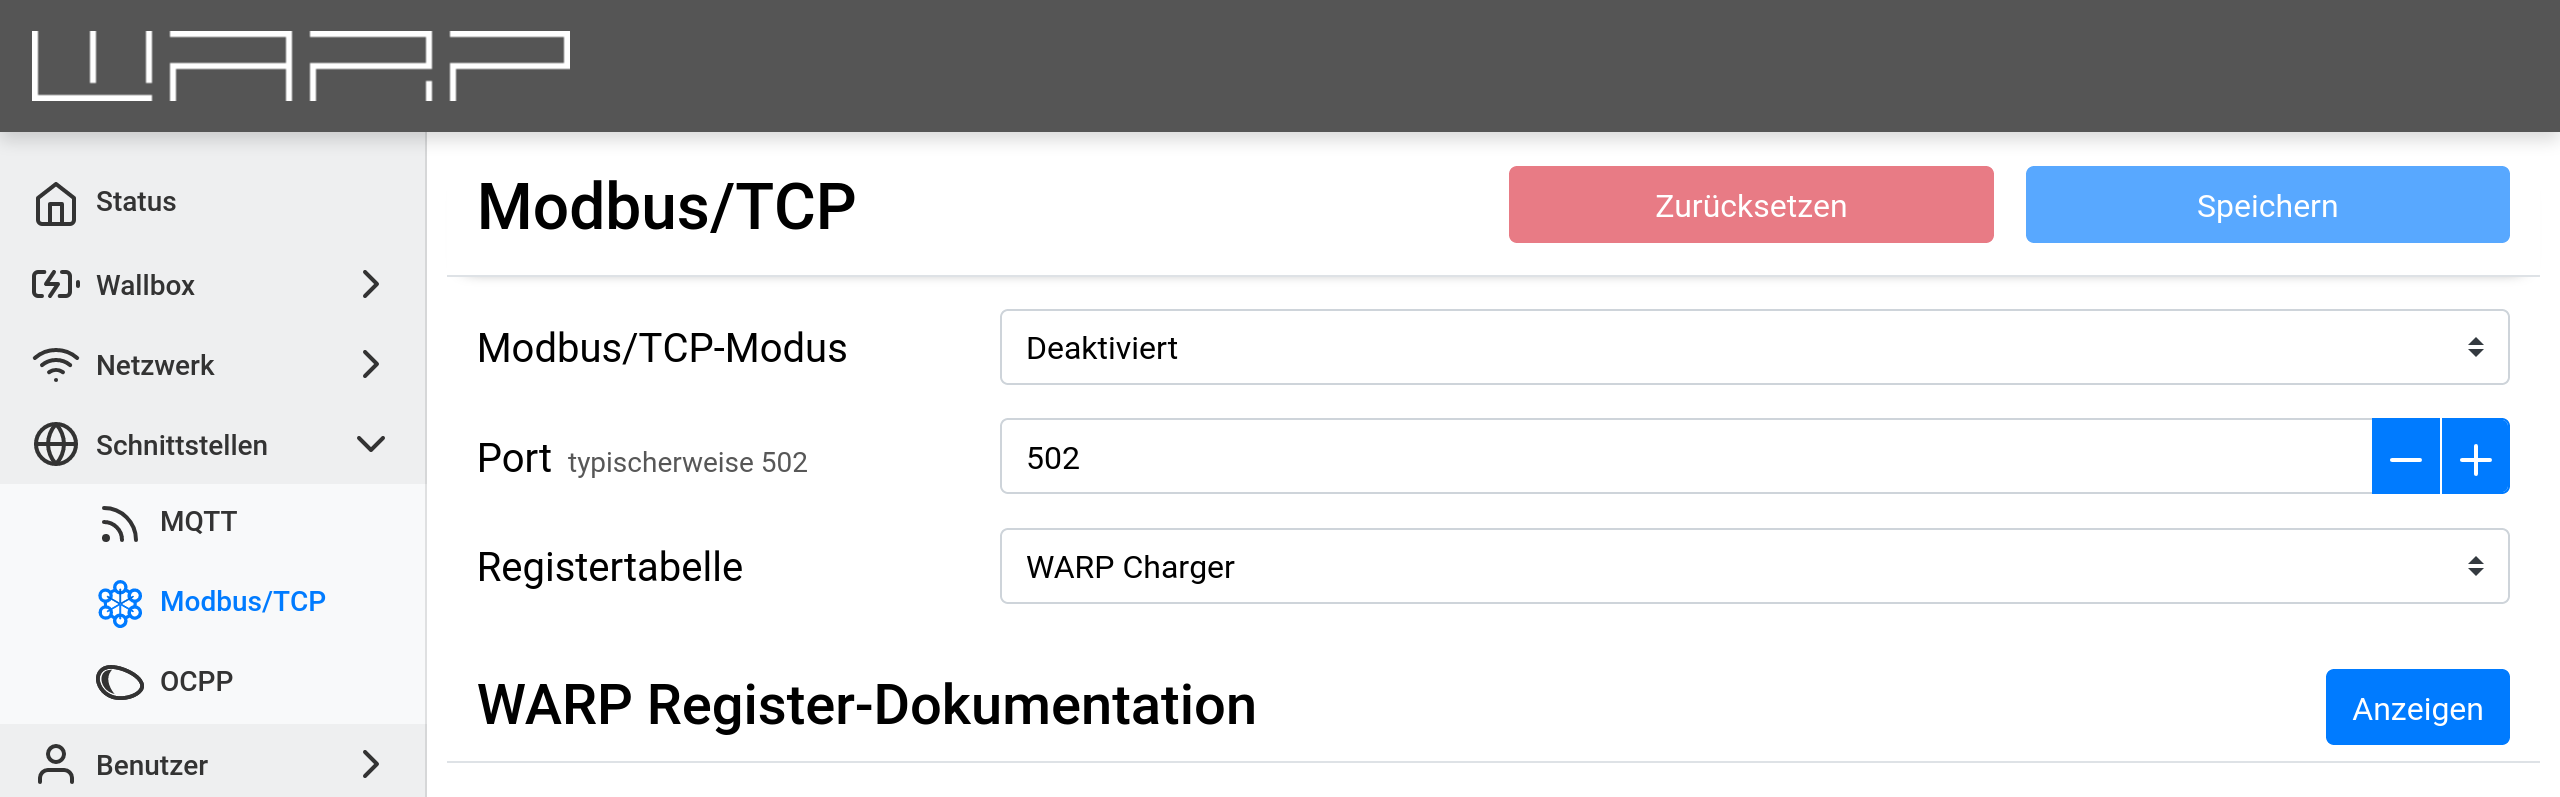 WARP
Status
Wallbox
Netzwerk
Schnittstellen
MQTT
Modbus/TCP
OCPP
Benutzer
Modbus/TCP
Zurücksetzen
Speichern
Modbus/TCP-Modus
Deaktiviert
Port typischerweise 502
502
Registertabelle
WARP Charger
WARP Register-Dokumentation
Anzeigen